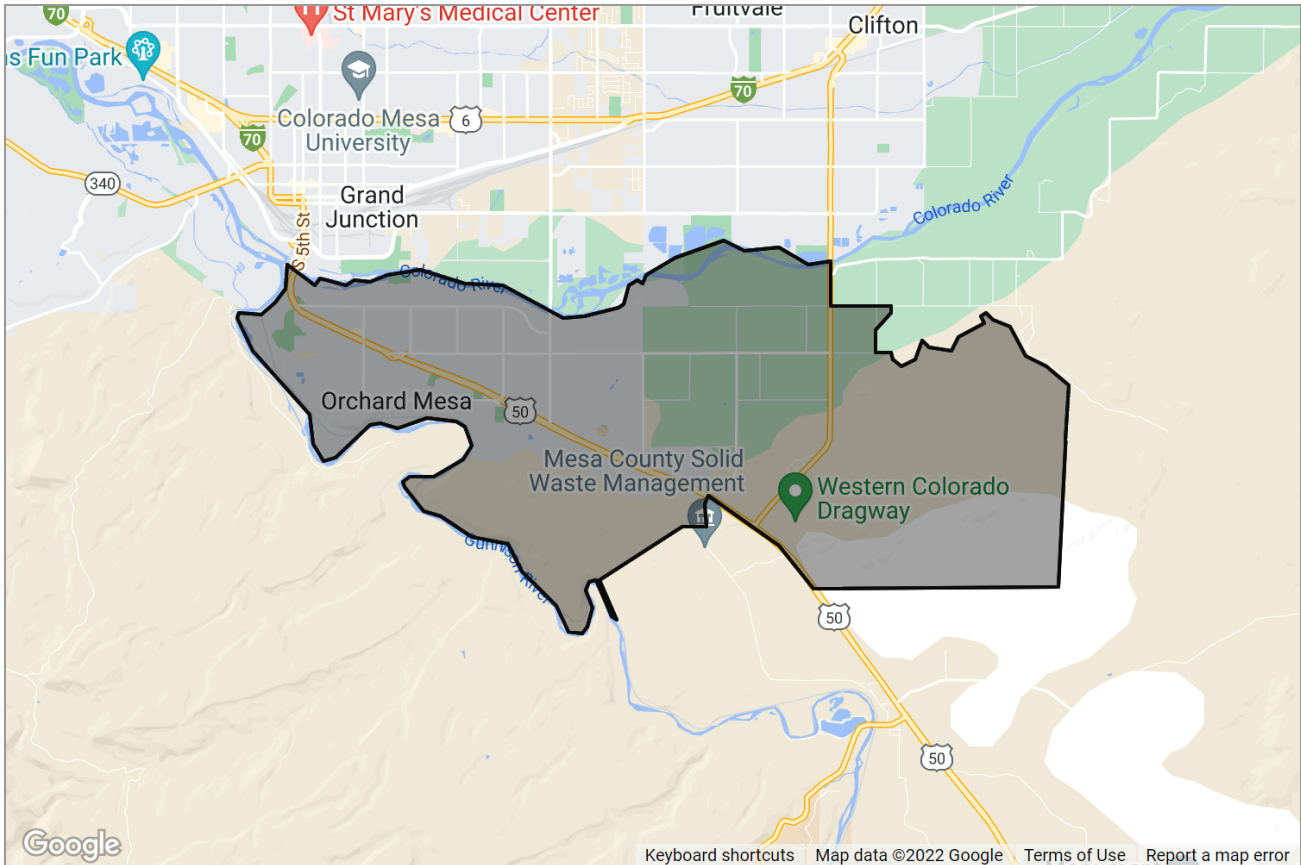 70
St Mary's Medical Center
Fruitvale
Clifton
s Fun Park
70
Colorado Mesa
University
6
70
340
Grand
Junction
S 5th St
Colorado River
Colorado River
Orchard Mesa
50
Mesa County Solid
Waste Management
Western Colorado
Dragway
Gunnison River
50
50
Google
Keyboard shortcuts
Map data ©2022 Google
Terms of Use
Report a map error